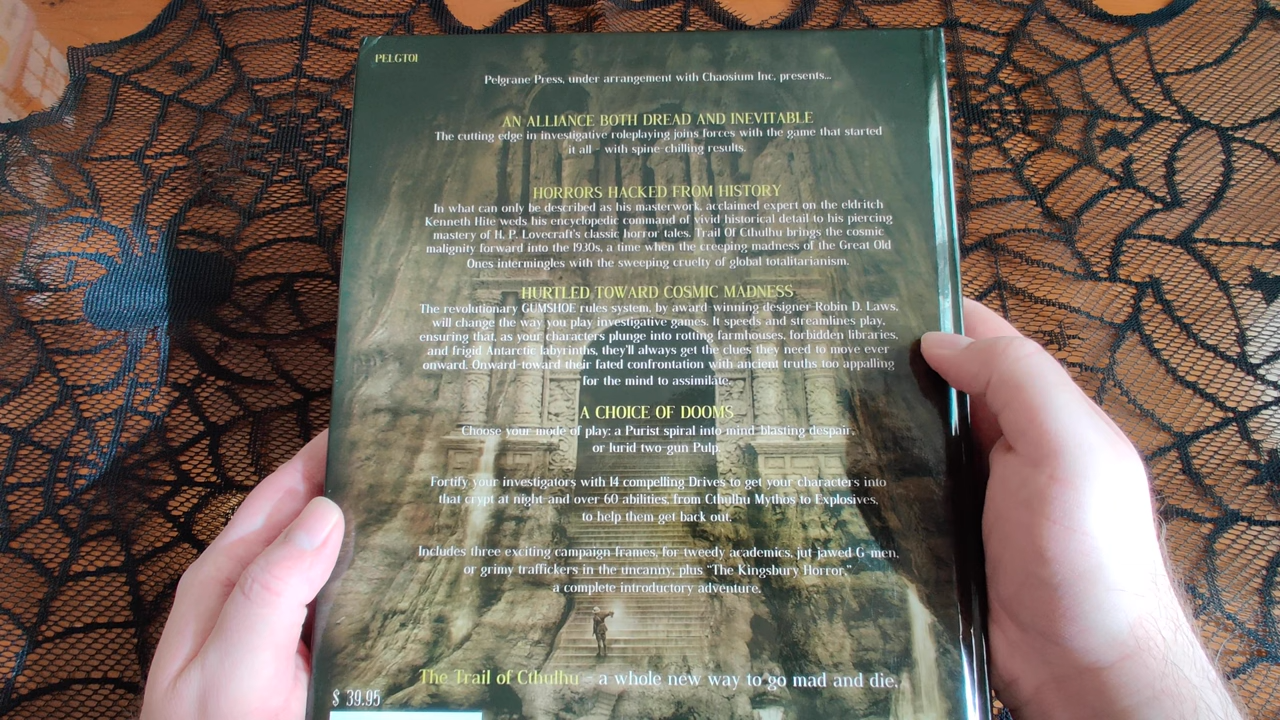 PELGT01
Pelgrane Press, under arrangement with Chaosium Inc, presents...
AN ALLIANCE BOTH DREAD AND INEVITABLE
The cutting edge in investigative roleplaying joins forces with the game that started
it all - with spine-chilling results.
HORRORS HACKED FROM HISTORY
In what can only be described as his masterwork, acclaimed expert on the eldritch
Kenneth Hite weds his encyclopedic command of vivid historical detail to his piercing
mastery of H. P. Lovecraft's classic horror tales. Trail Of Cthulhu brings the cosmic
malignity forward into the 1930s, a time when the creeping madness of the Great Old
Ones intermingles with the sweeping cruelty of global totalitarianism.
HURTLED TOWARD COSMIC MADNESS
The revolutionary GUMSHOE rules system, by award-winning designer Robin D. Laws,
will change the way you play investigative games. It speeds and streamlines play,
ensuring that, as your characters plunge into rotting farmhouses, forbidden libraries,
and frigid Antarctic labyrinths, they'll always get the clues they need to move ever
onward. Onward-toward their fated confrontation with ancient truths too appalling
for the mind to assimilate.
A CHOICE OF DOOMS
Choose your mode of play: a Purist spiral into mind-blasting despair,
or lurid two-gun Pulp.
Fortify your investigators with 14 compelling Drives to get your characters into
that crypt at night and over 60 abilities, from Cthulhu Mythos to Explosives,
to help them get back out.
Includes three exciting campaign frames, for tweedy academics, jut jawed G-men,
or grimy traffickers in the uncanny, plus "The Kingsbury Horror,"
a complete introductory adventure.
The Trail of Cthulhu - a whole new way to go mad and die.
$ 39.95